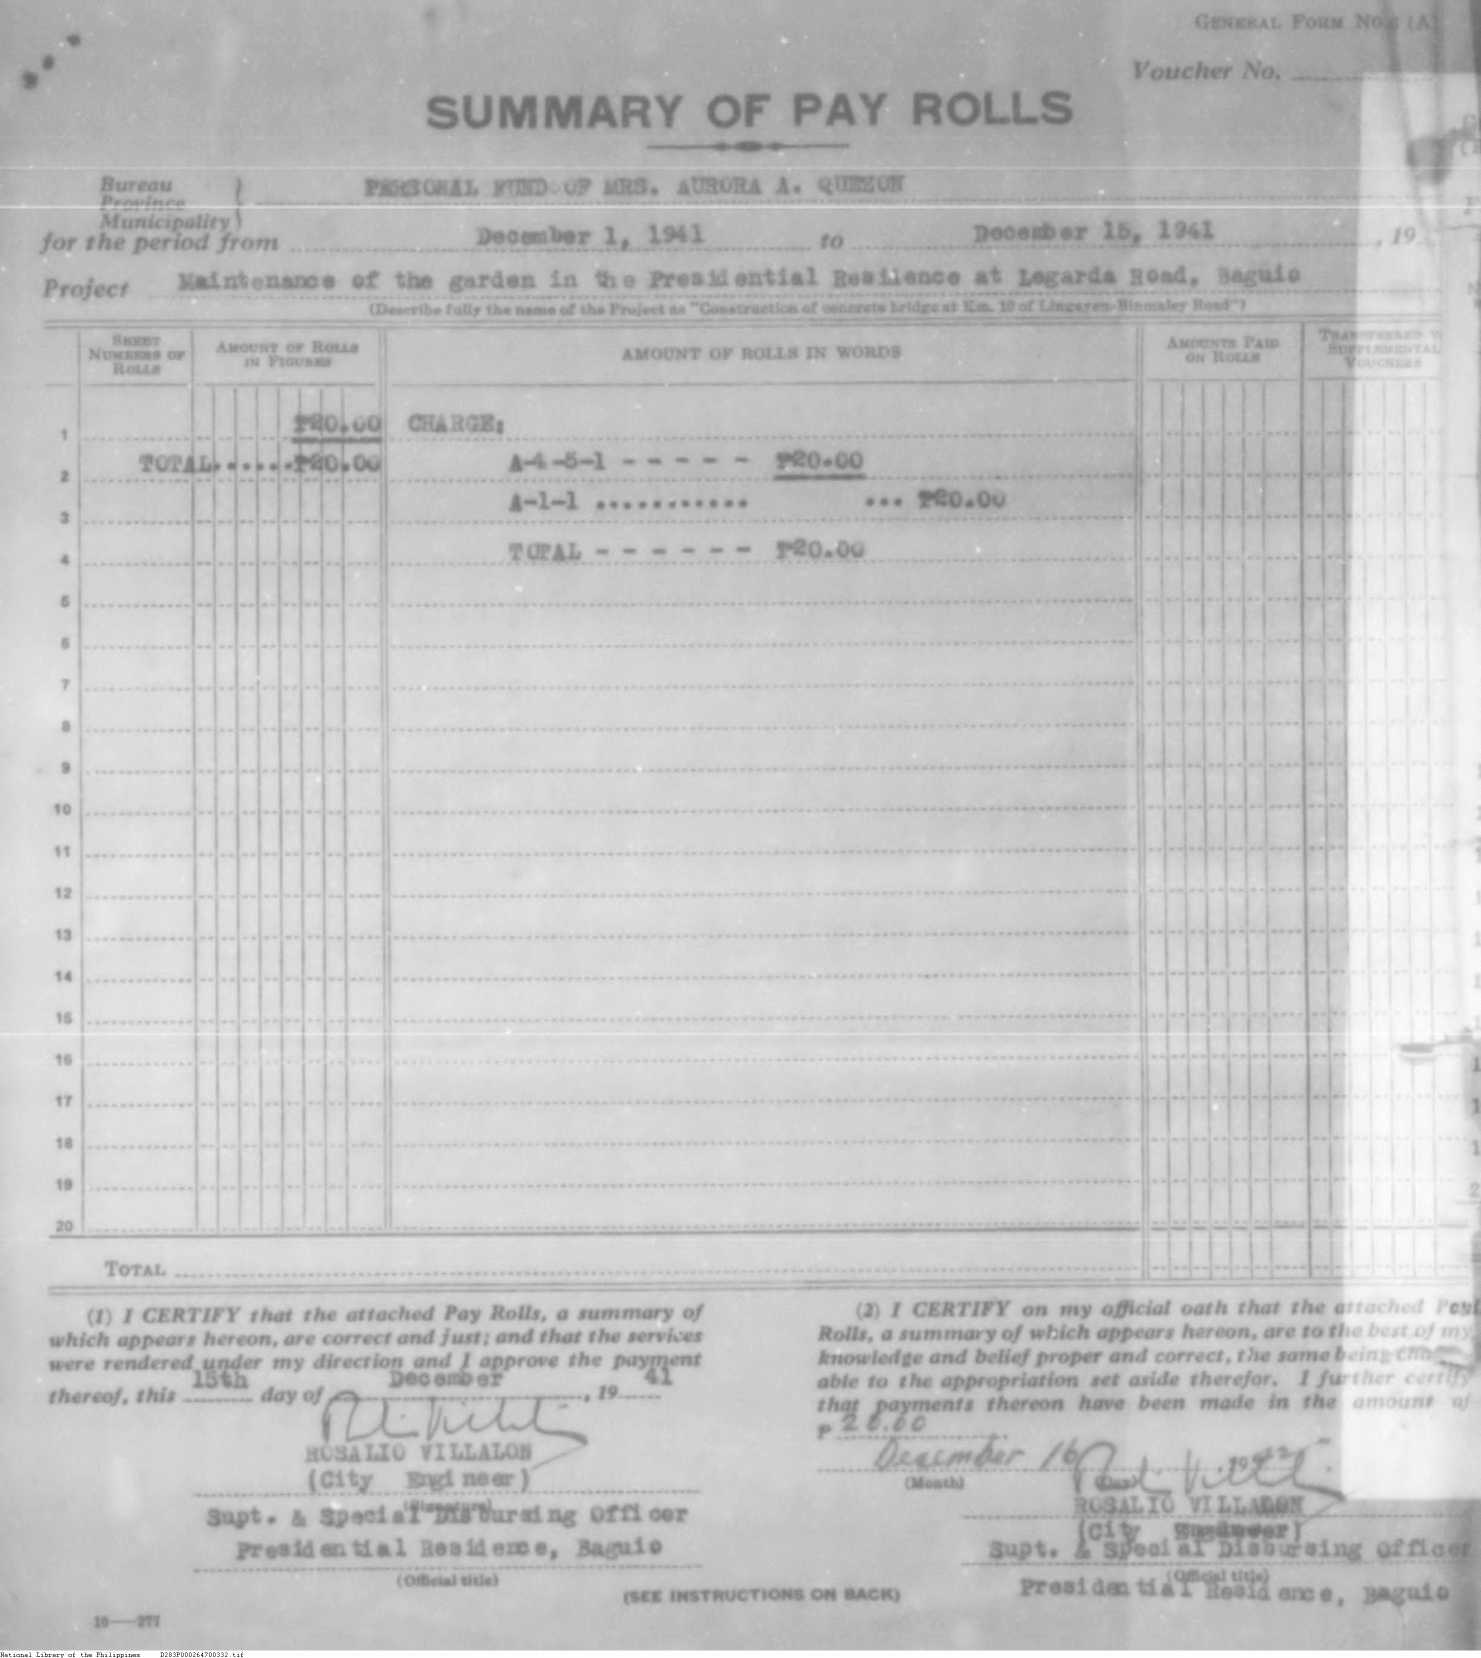 GENERAL FORM NO. (A)
Voucher No.
SUMMARY OF PAY ROLLS
Bureau
Province
Municipality
PERSONAL FUND OF MRS. AURORA A. QUEZON
for the period from December 1, 1941 to December 15, 1941, 19
Project Maintenance of the garden in the Presidential Resilence at Legarda Road, Baguio
(Describe fully the name of the Project as "Construction of concrete bridge at Km. 10 of Lingayen-Binmaley Road")
SHEET NUMBERS OF ROLLS
AMOUNT OF ROLLS IN FIGURES
AMOUNT OF ROLLS IN WORDS
AMOUNTS PAID ON ROLLS
TRANSFERRED SUPPLEMENTAL VOUCHERS
1 ₱20.00 CHARGE:
2 TOTAL......₱20.00 A-4-5-1 - - - - - ₱20.00
3 A-1-1 ........... ... ₱20.00
4 TOTAL - - - - - - ₱20.00
5
6
7
8
9
10
11
12
13
14
15
16
17
18
19
20
TOTAL
(1) I CERTIFY that the attached Pay Rolls, a summary of
which appears hereon, are correct and just; and that the services
were rendered under my direction and I approve the payment
thereof, this 15th day of December, 19 41
ROSALIO VILLALON
(City Engineer)
(Signature)
Supt. & Special Disbursing Officer
Presidential Residence, Baguio
(Official title)
(2) I CERTIFY on my official oath that the attached Pay
Rolls, a summary of which appears hereon, are to the best of my
knowledge and belief proper and correct, the same being
able to the appropriation set aside therefor. I further certify
that payments thereon have been made in the amount of
₱ 20.00
December 16, 19
(Month)
ROSALIO VILLALON
(City Engineer)
Supt. & Special Disbursing Officer
(Official title)
Presidential Residence, Baguio
(SEE INSTRUCTIONS ON BACK)
10——277
National Library of the Philippines D283P000264700332.tif